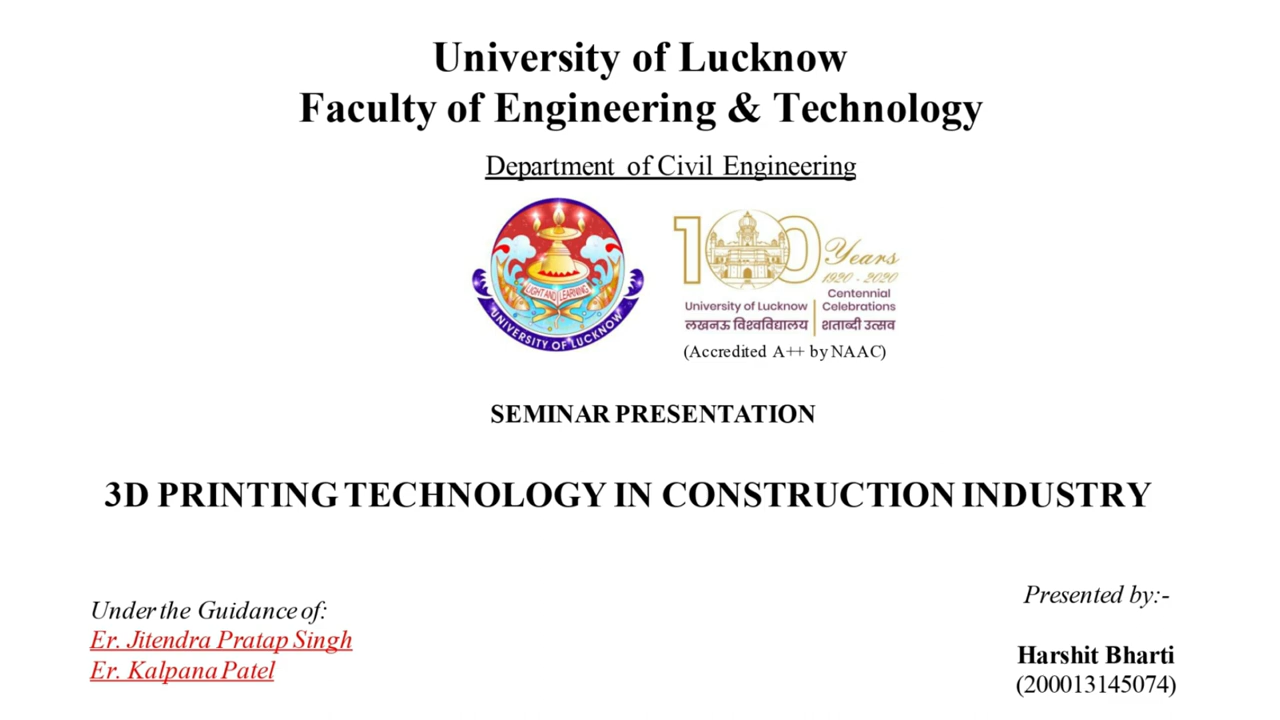 University of Lucknow
Faculty of Engineering & Technology
Department of Civil Engineering
LIGHT AND LEARNING
UNIVERSITY OF LUCKNOW
100 Years
1920 - 2020
University of Lucknow
लखनऊ विश्वविद्यालय
Centennial
Celebrations
शताब्दी उत्सव
(Accredited A++ by NAAC)
SEMINAR PRESENTATION
3D PRINTING TECHNOLOGY IN CONSTRUCTION INDUSTRY
Under the Guidance of:
Er. Jitendra Pratap Singh
Er. Kalpana Patel
Presented by:-
Harshit Bharti
(200013145074)